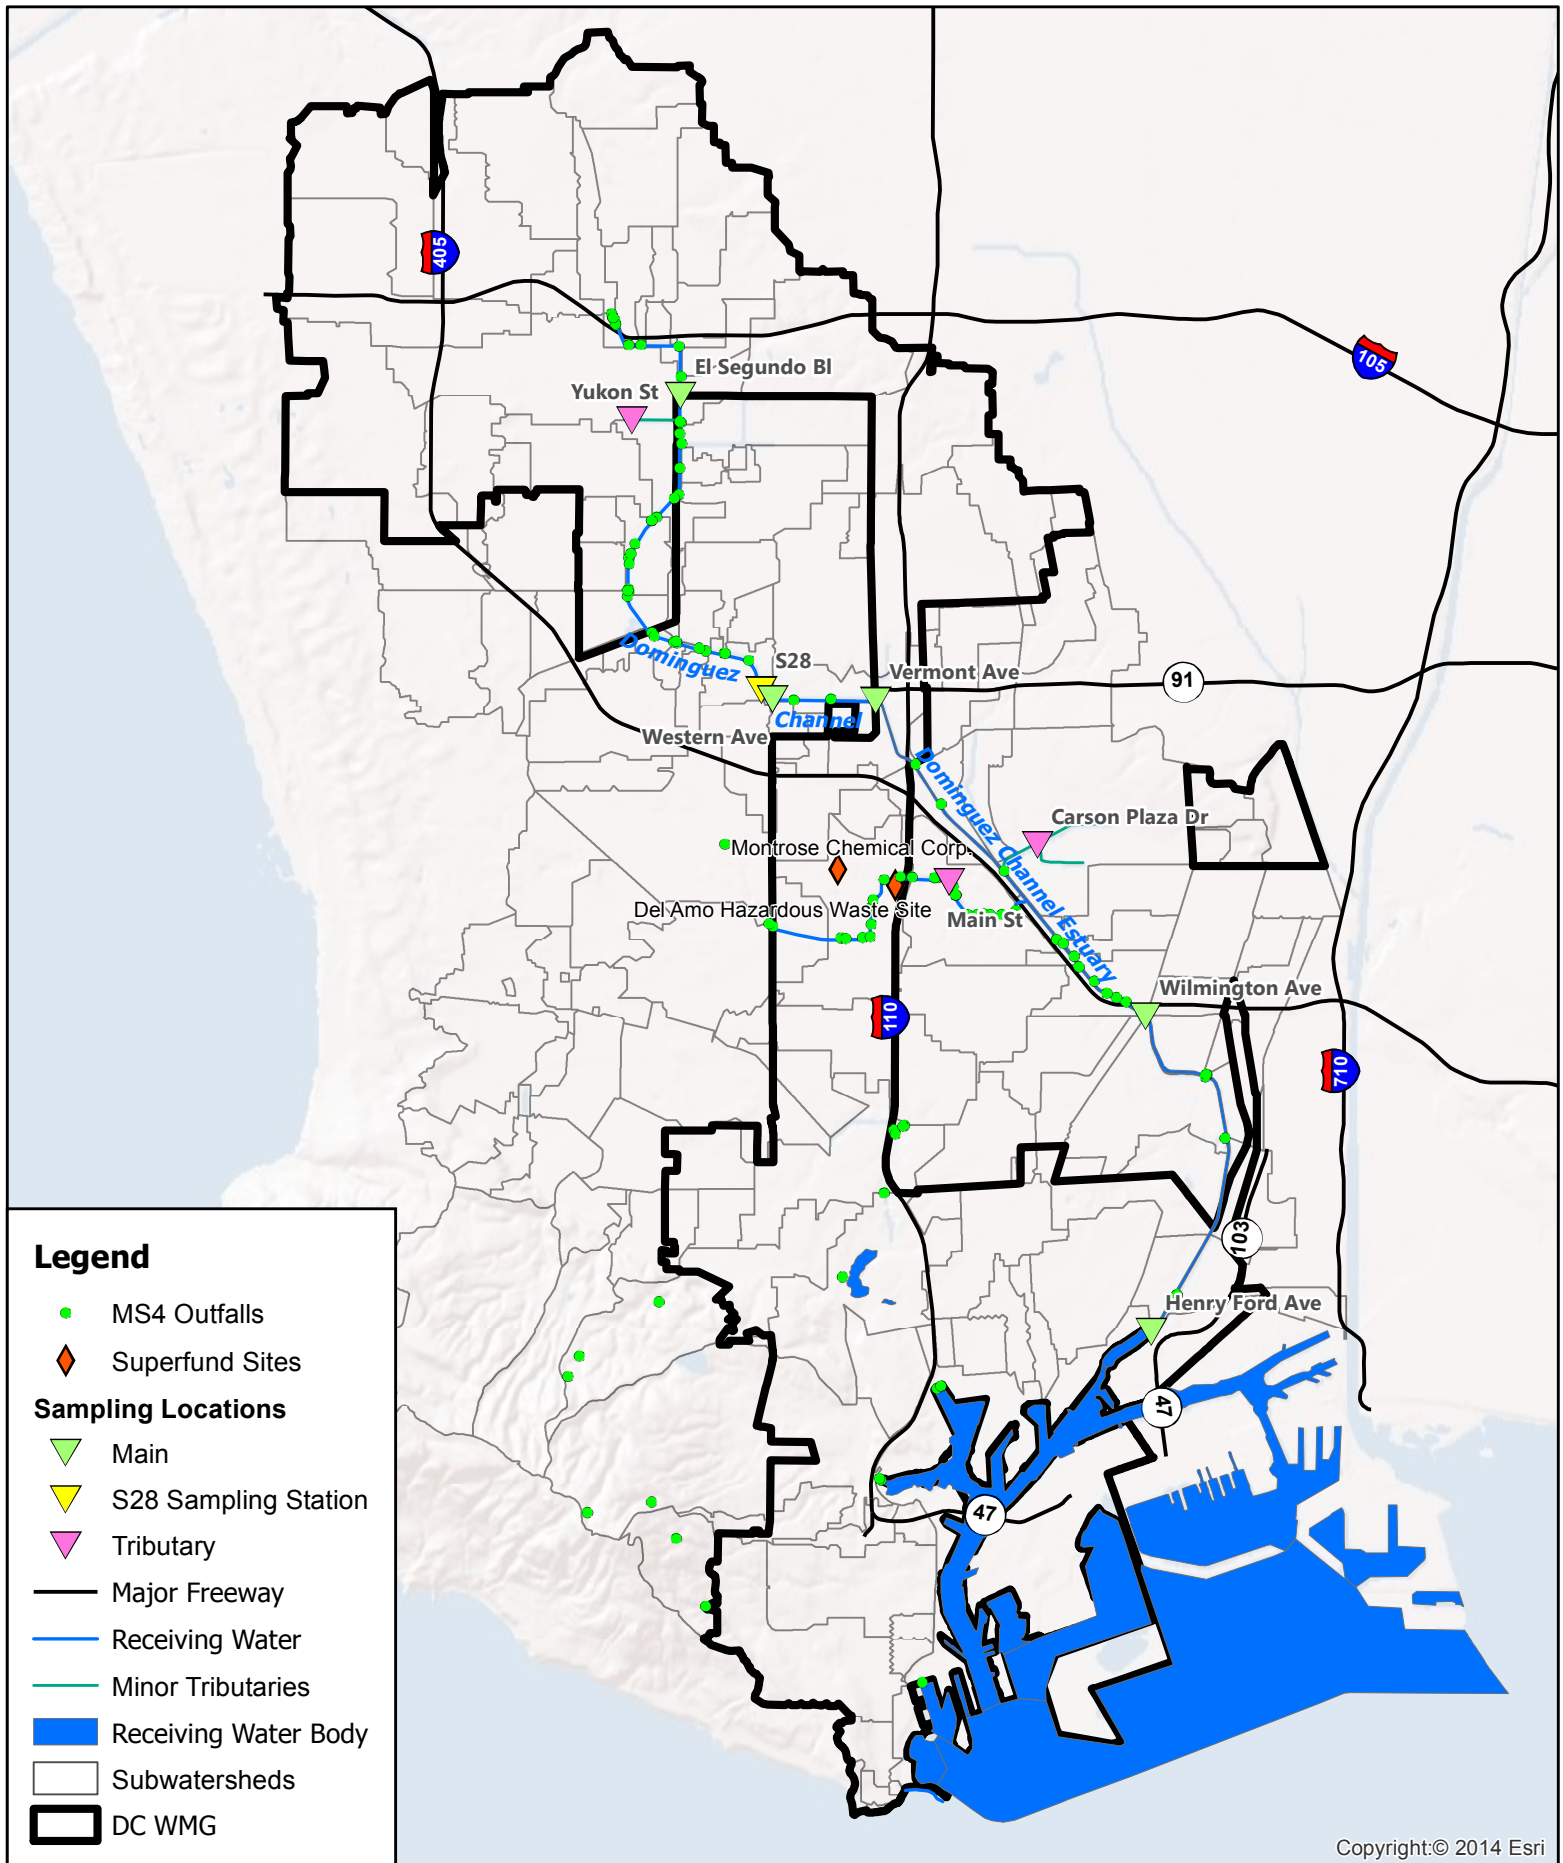 405
105
El Segundo Bl
Yukon St
Dominguez
S28
Vermont Ave
91
Channel
Western Ave
Dominguez Channel Estuary
Carson Plaza Dr
Montrose Chemical Corp.
Del Amo Hazardous Waste Site
Main St
Wilmington Ave
110
710
103
Henry Ford Ave
47
47
Legend
MS4 Outfalls
Superfund Sites
Sampling Locations
Main
S28 Sampling Station
Tributary
Major Freeway
Receiving Water
Minor Tributaries
Receiving Water Body
Subwatersheds
DC WMG
Copyright:© 2014 Esri